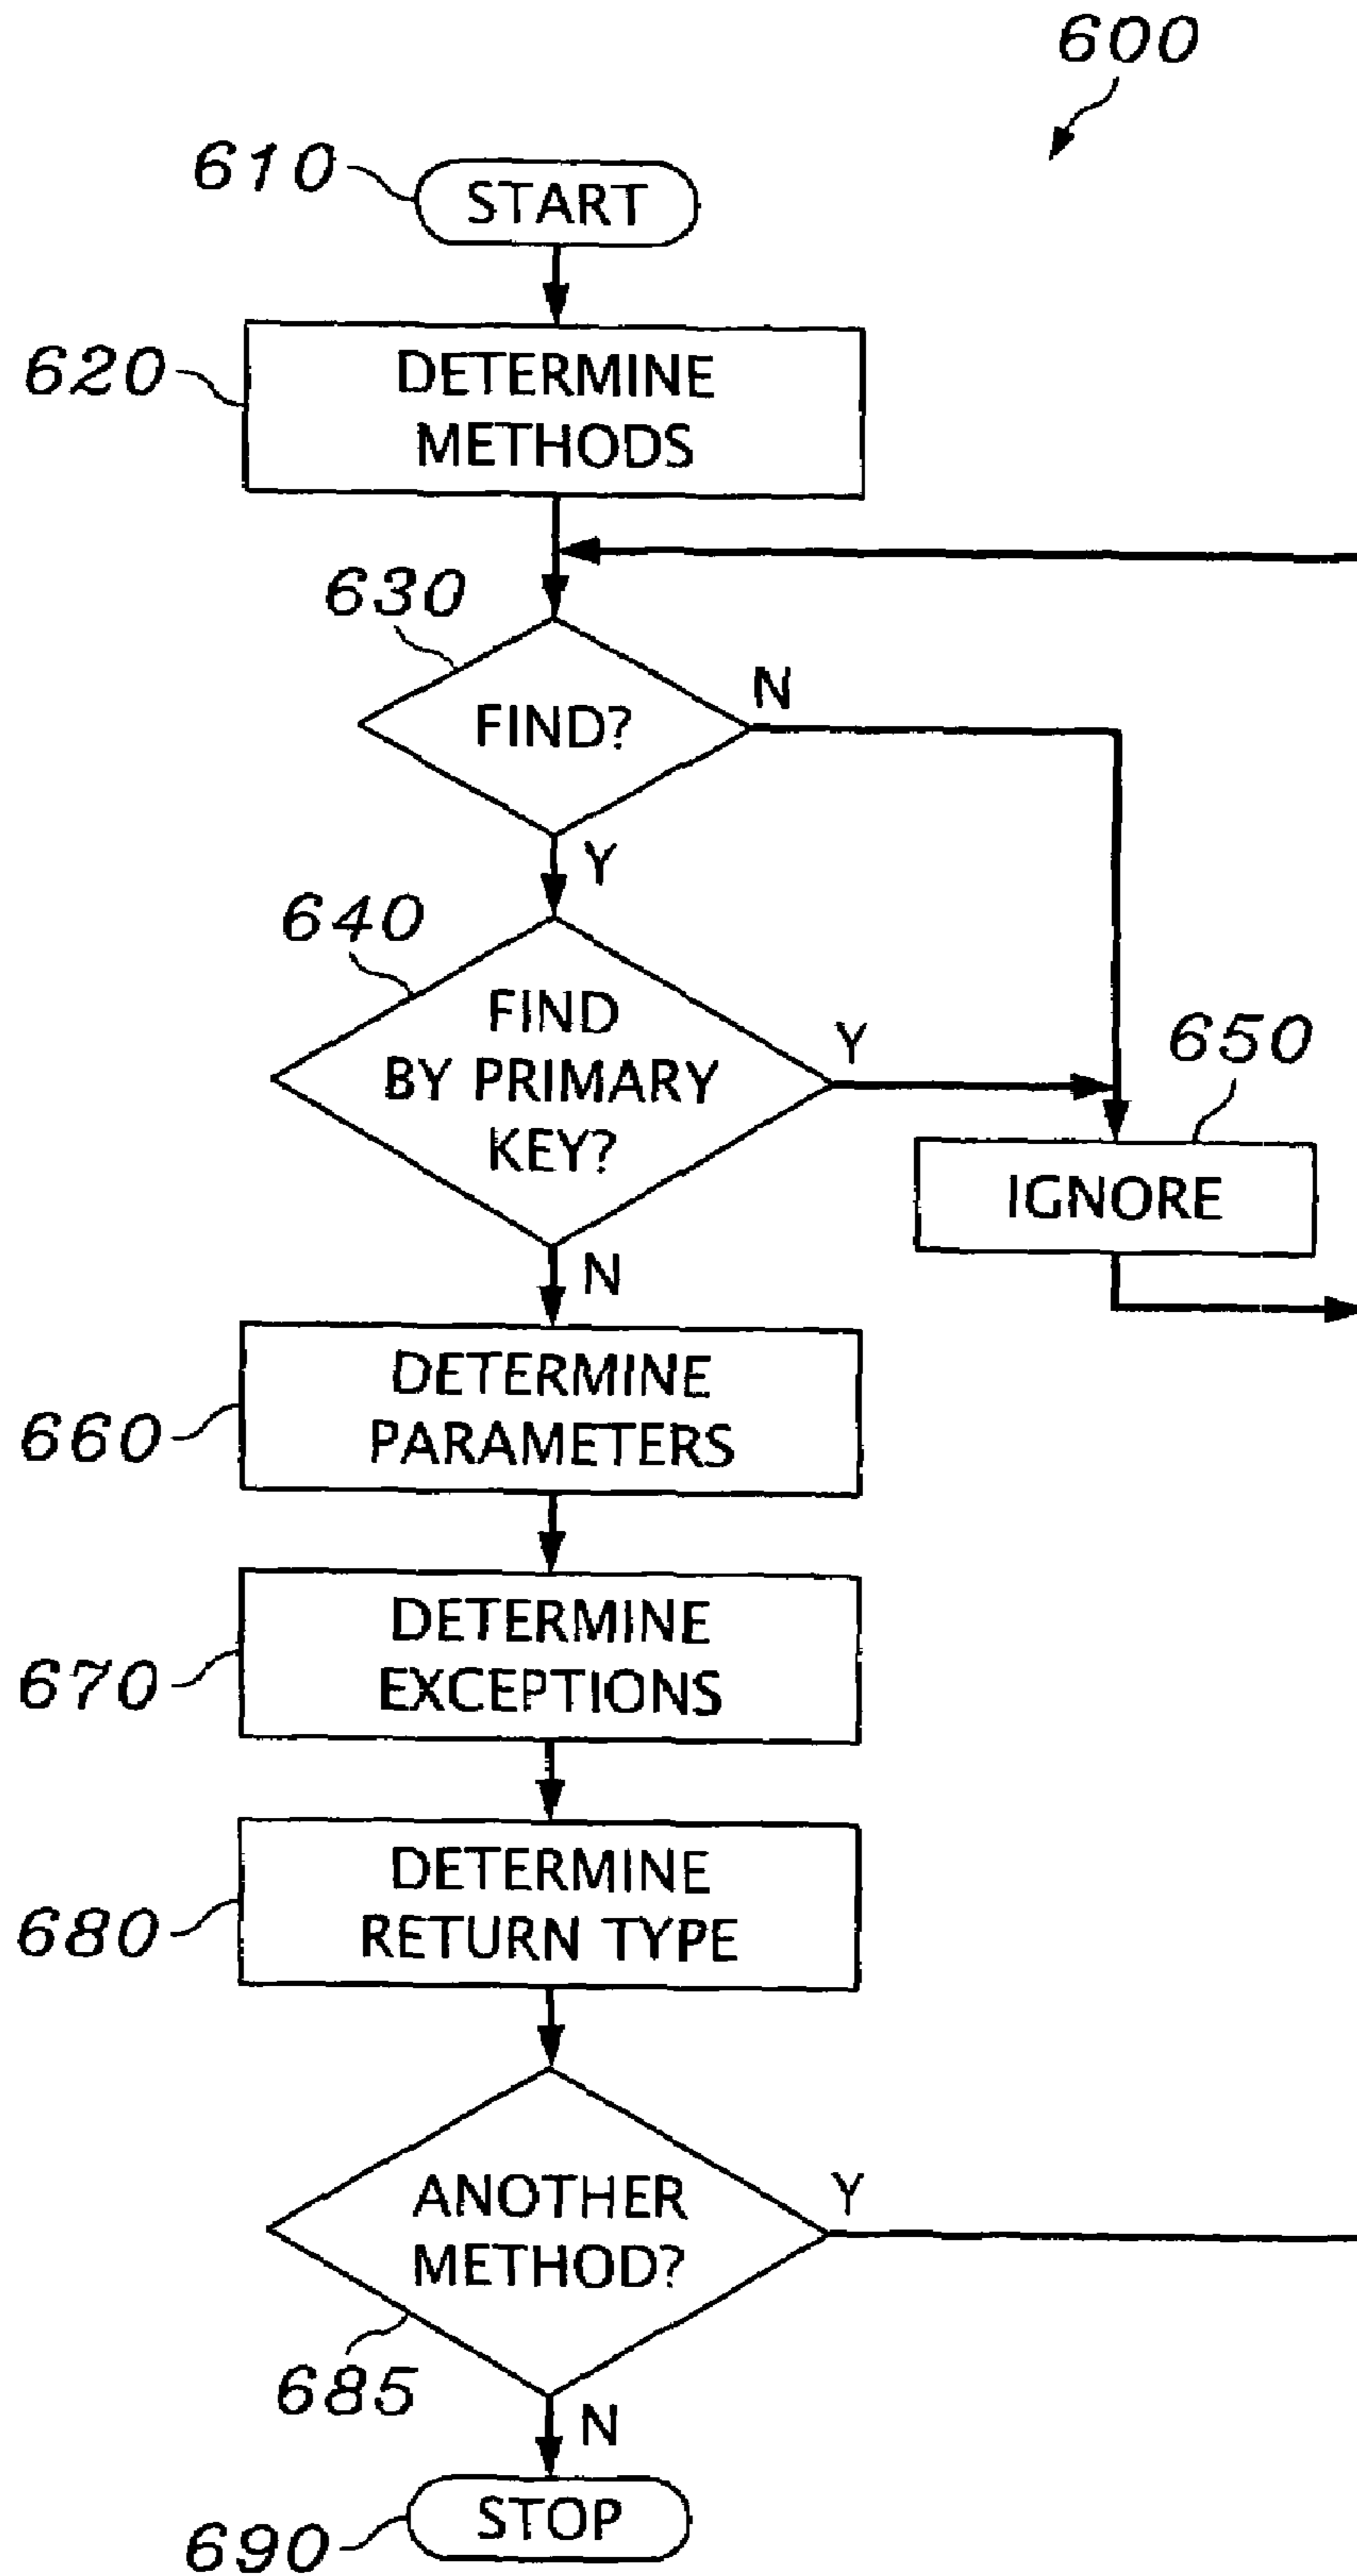 600
610
START
620
DETERMINE
METHODS
630
FIND?
N
Y
640
FIND
BY PRIMARY
KEY?
Y
650
IGNORE
N
660
DETERMINE
PARAMETERS
670
DETERMINE
EXCEPTIONS
680
DETERMINE
RETURN TYPE
ANOTHER
METHOD?
Y
685
N
690
STOP